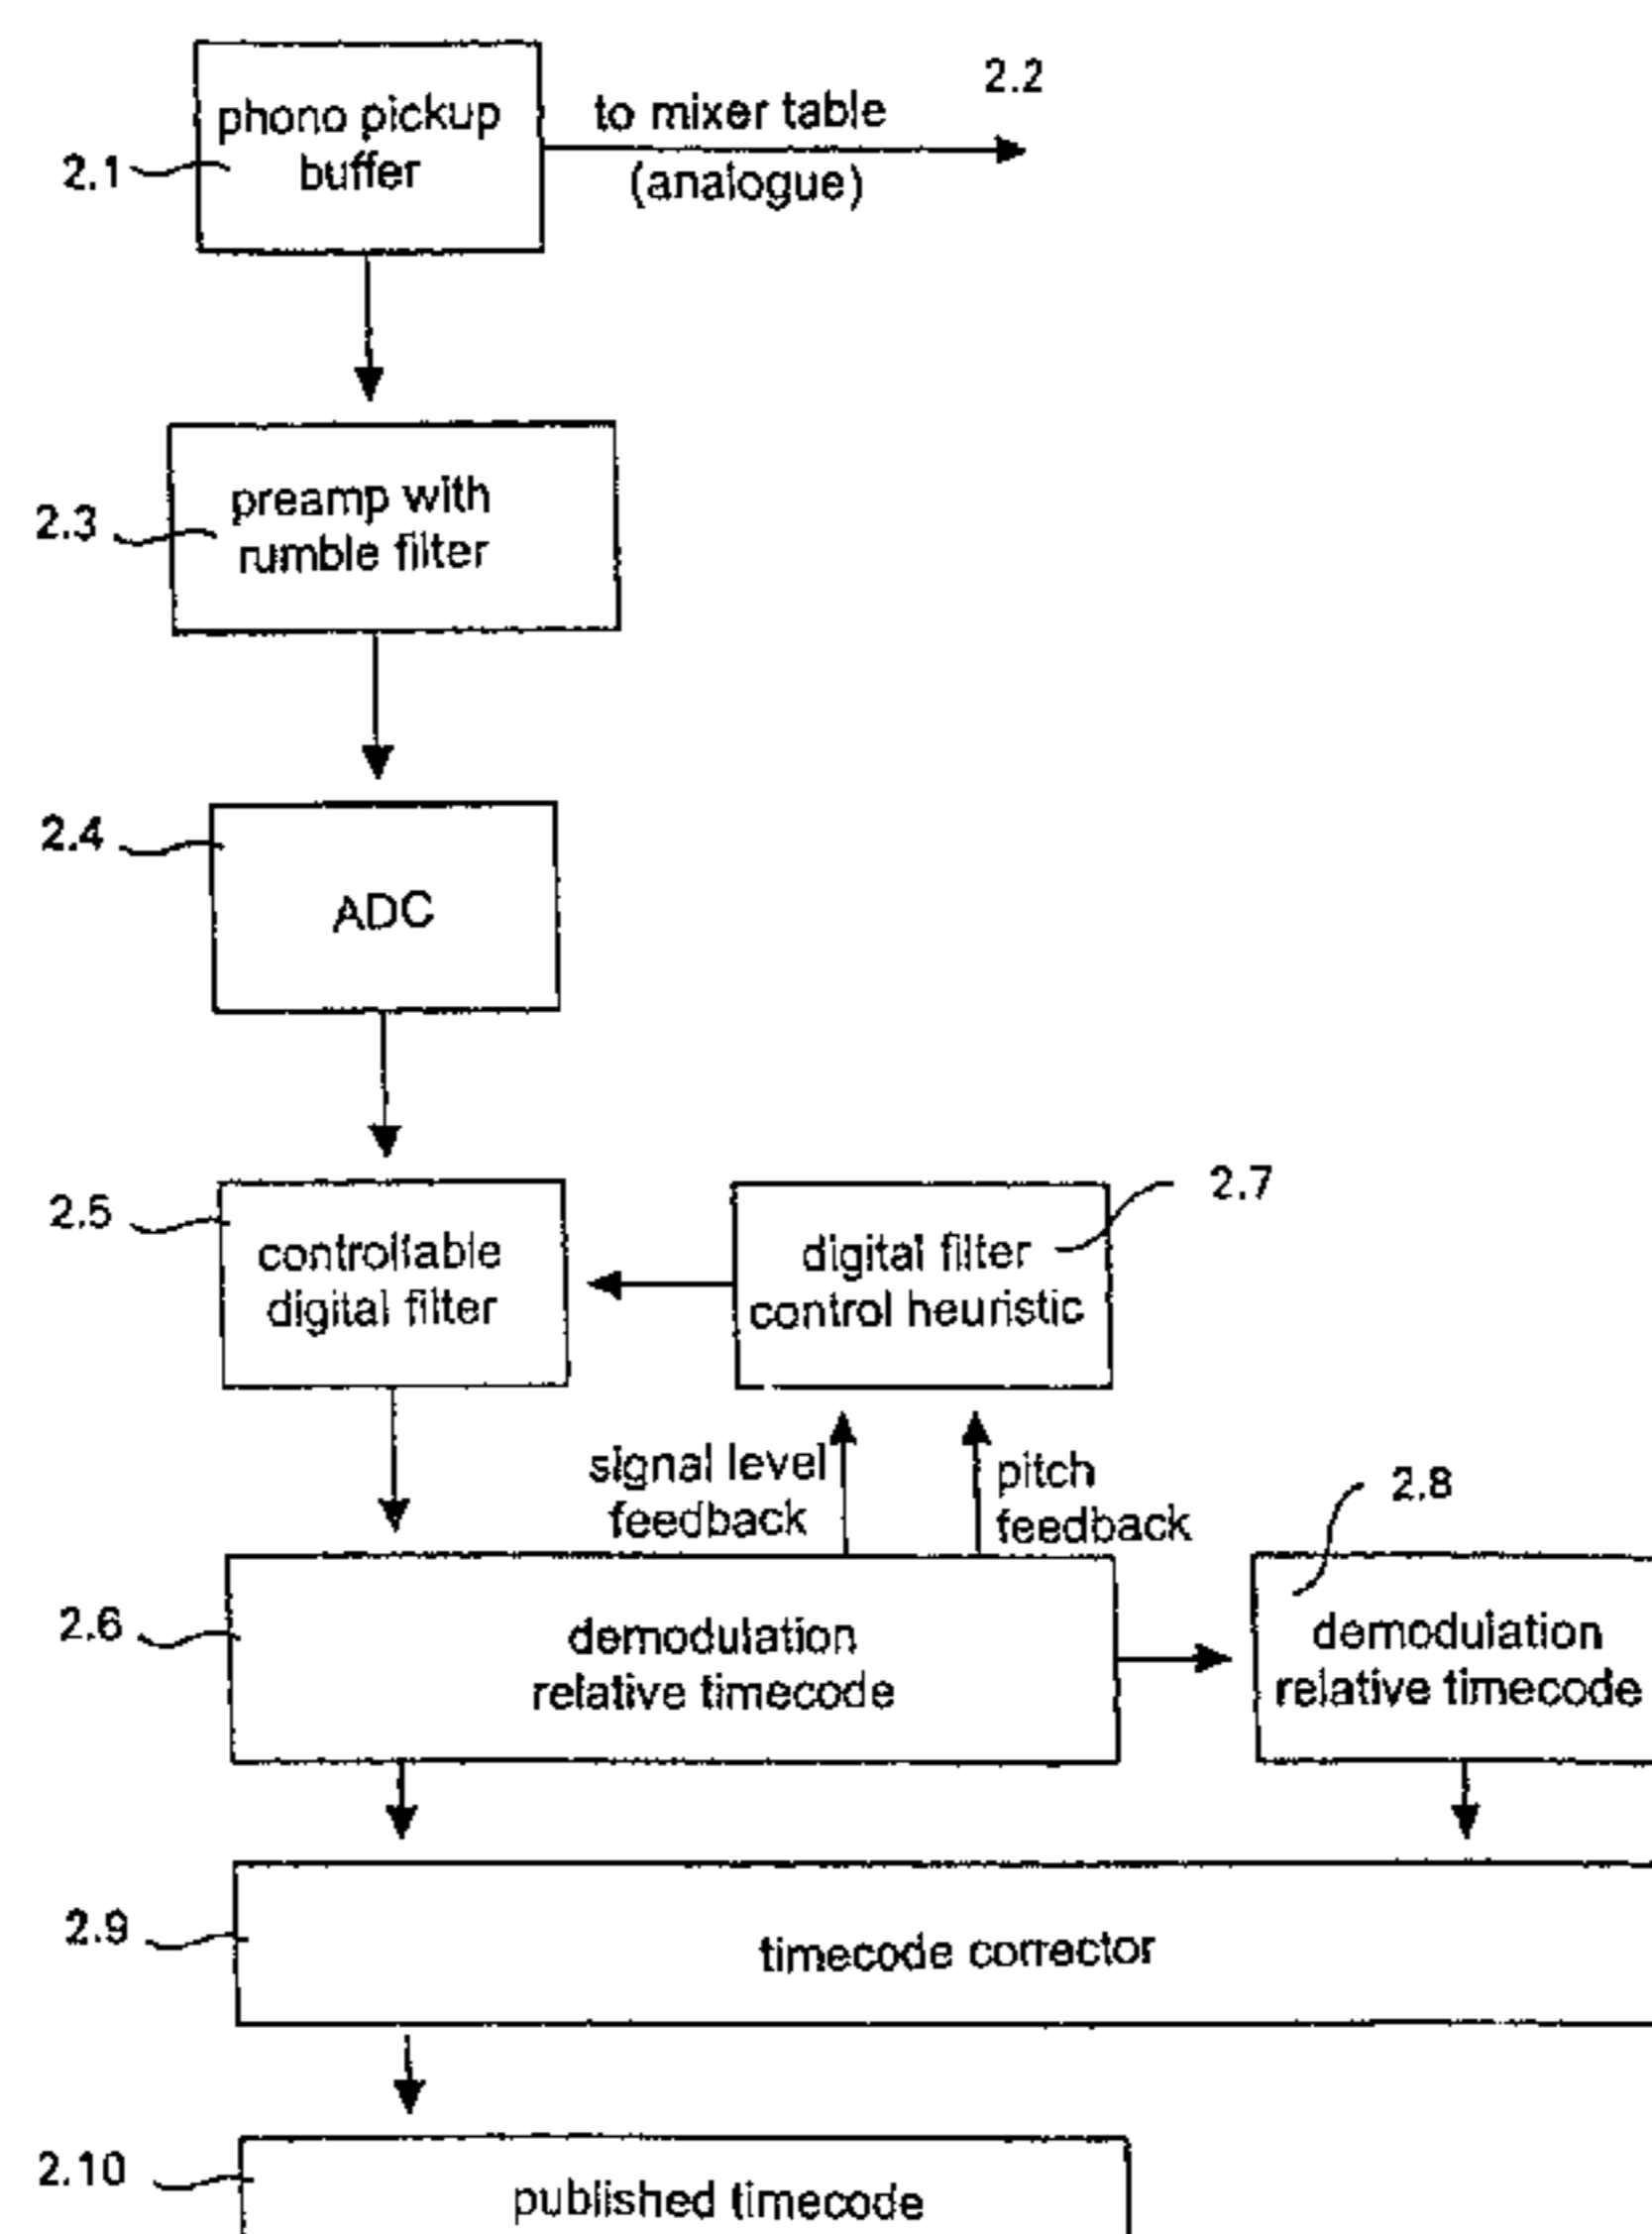 2.2
phono pickup
buffer
to mixer table
(analogue)
2.1
preamp with
rumble filter
2.3
2.4
ADC
2.5
controllable
digital filter
2.7
digital filter
control heuristic
signal level
feedback
pitch
feedback
2.8
2.6
demodulation
relative timecode
demodulation
relative timecode
2.9
timecode corrector
2.10
published timecode